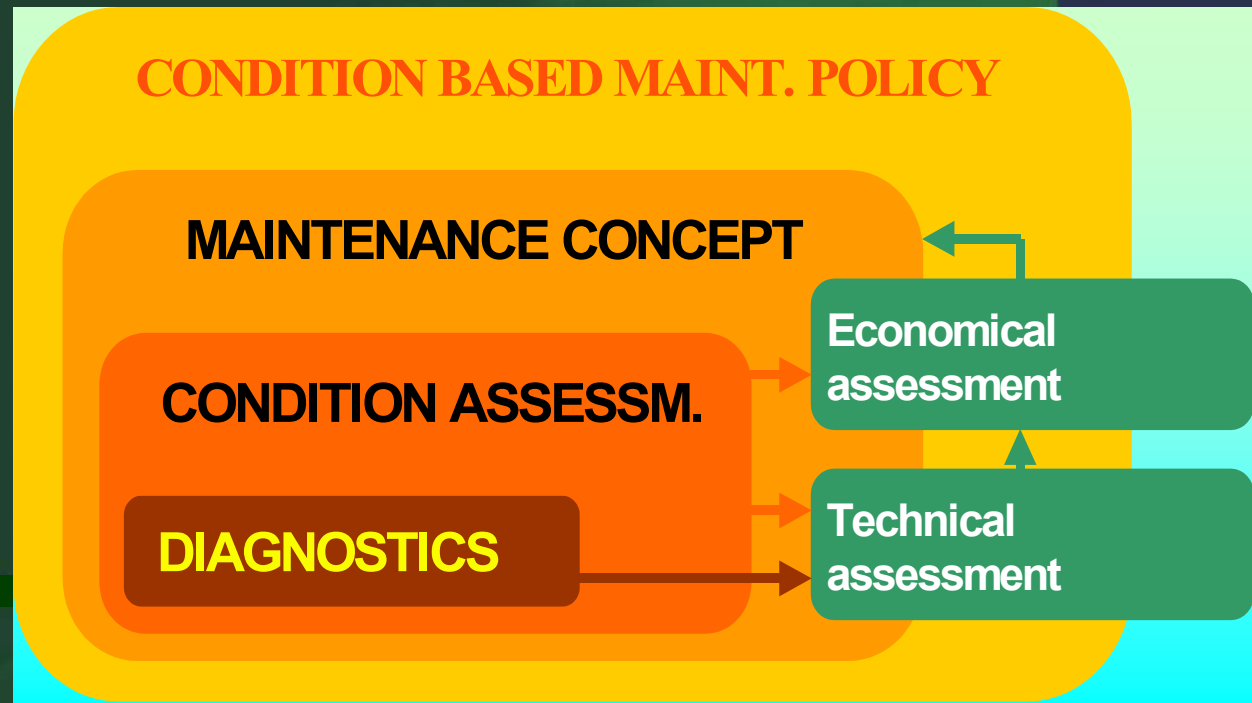 CONDITION BASED MAINT. POLICY
MAINTENANCE CONCEPT
Economical
assessment
CONDITION ASSESSM.
Technical
assessment
DIAGNOSTICS